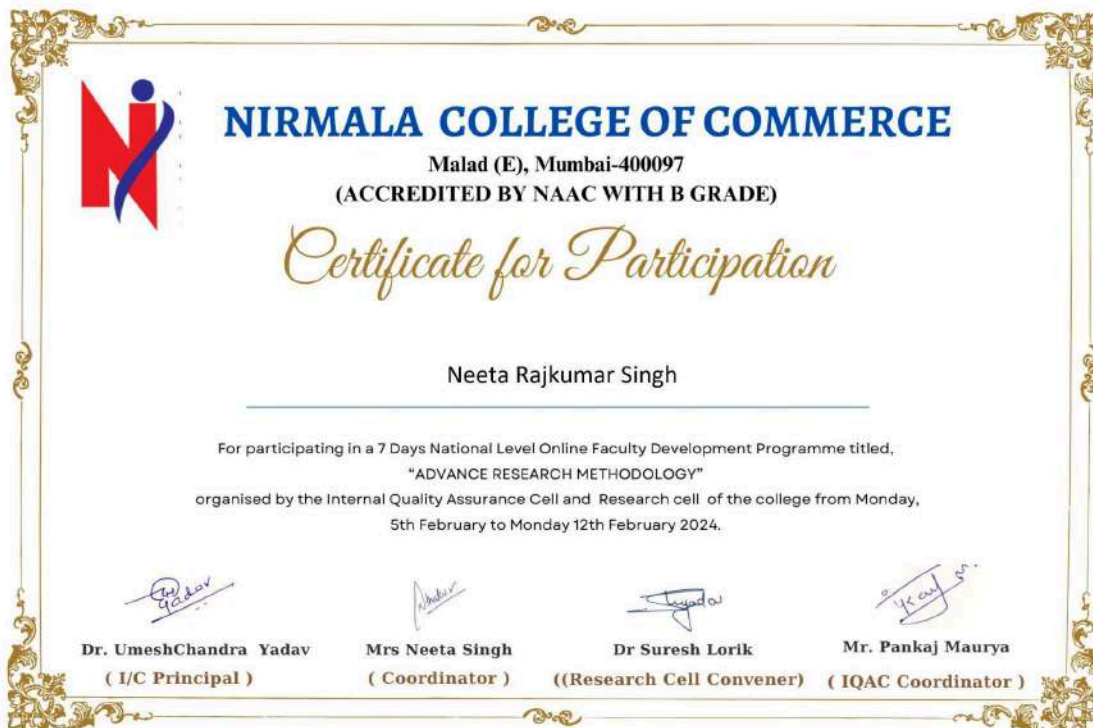 NIRMALA COLLEGE OF COMMERCE
Malad (E), Mumbai-400097
(ACCREDITED BY NAAC WITH B GRADE)
Certificate for Participation
Neeta Rajkumar Singh
For participating in a 7 Days National Level Online Faculty Development Programme titled,
"ADVANCE RESEARCH METHODOLOGY"
organised by the Internal Quality Assurance Cell and Research cell of the college from Monday,
5th February to Monday 12th February 2024.
Dr. UmeshChandra Yadav Mrs Neeta Singh Dr Suresh Lorik Mr. Pankaj Maurya
( I/C Principal ) ( Coordinator ) ((Research Cell Convener) ( IQAC Coordinator )